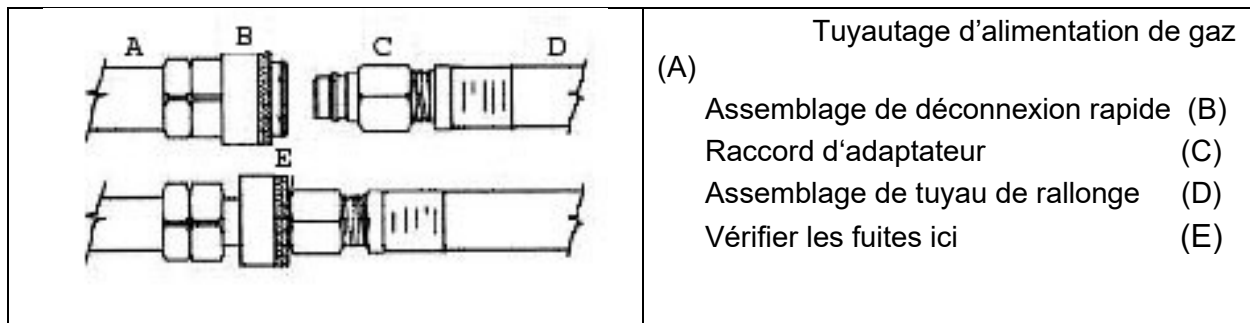 A B C D
E
Tuyautage d’alimentation de gaz
(A)
Assemblage de déconnexion rapide (B)
Raccord d‘adaptateur (C)
Assemblage de tuyau de rallonge (D)
Vérifier les fuites ici (E)